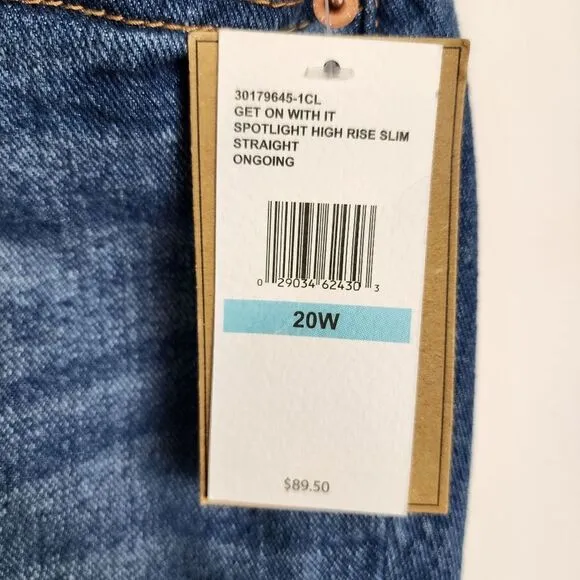 30179645-1CL
GET ON WITH IT
SPOTLIGHT HIGH RISE SLIM
STRAIGHT
ONGOING
0 29034 62430 3
20W
$89.50